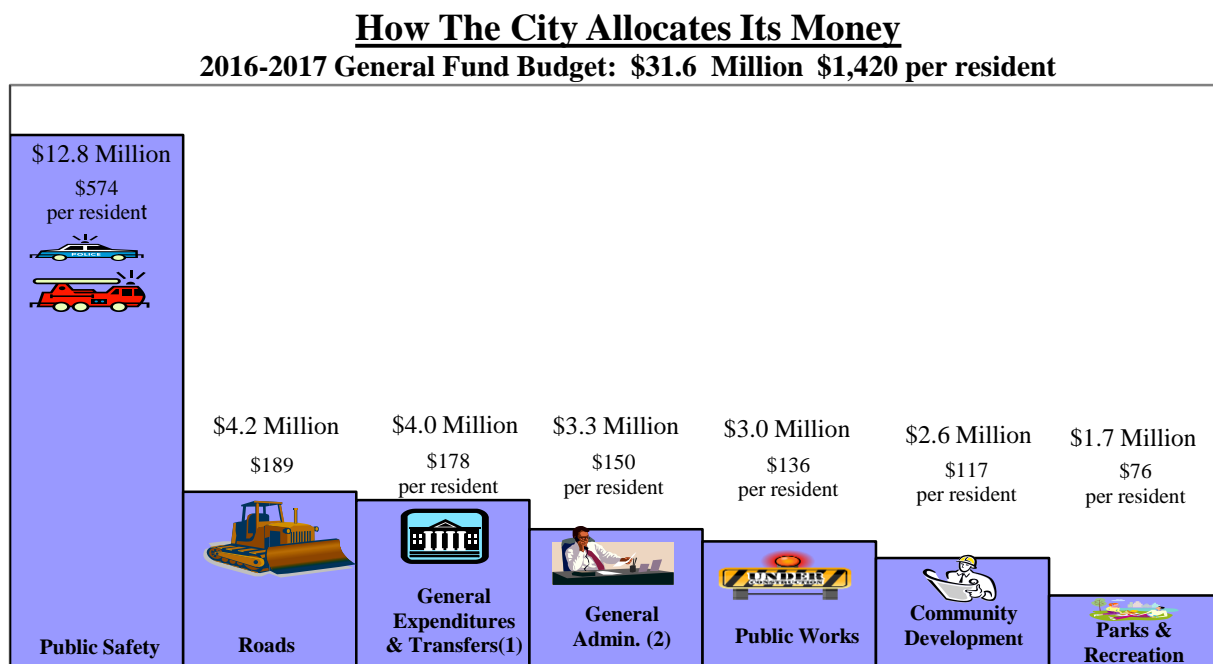 How The City Allocates Its Money
2016-2017 General Fund Budget:  $31.6  Million  $1,420 per resident
$12.8 Million
$574
per resident
POLICE
Public Safety
$4.2 Million
$189
Roads
$4.0 Million
$178
per resident
General
Expenditures
& Transfers(1)
$3.3 Million
$150
per resident
General
Admin. (2)
$3.0 Million
$136
per resident
UNDER
CONSTRUCTION
Public Works
$2.6 Million
$117
per resident
Community
Development
$1.7 Million
$76
per resident
Parks &
Recreation